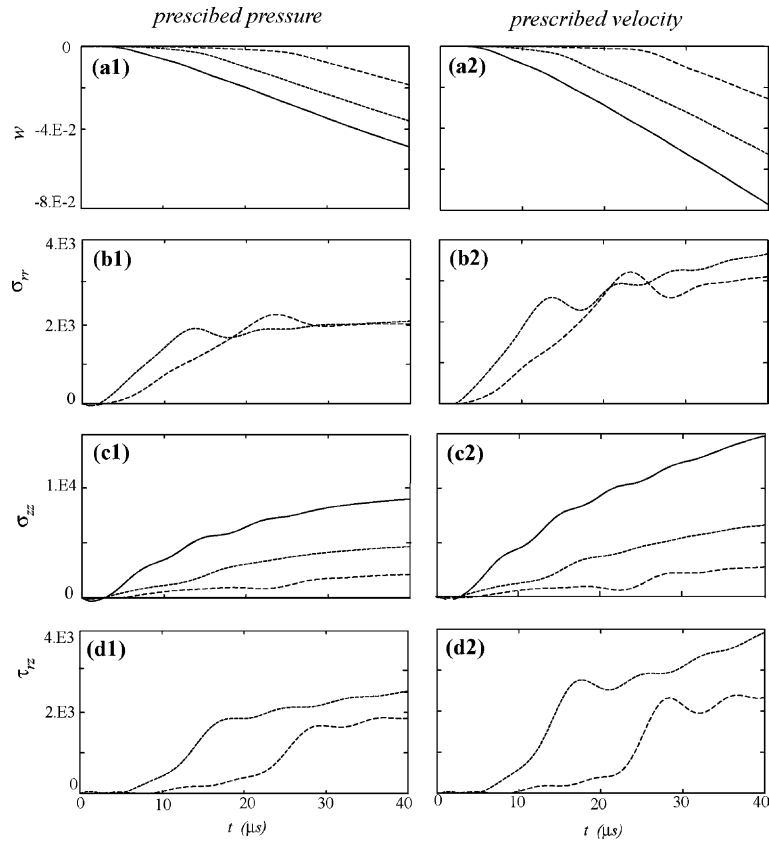 prescibed pressure
prescribed velocity
0
(a1)
(a2)
w
-4.E-2
-8.E-2
4.E3
(b1)
(b2)
σrr
2.E3
0
(c1)
(c2)
1.E4
σzz
0
4.E3
(d1)
(d2)
τrz
2.E3
0
0 10 20 30 40
0 10 20 30 40
t (μs)
t (μs)